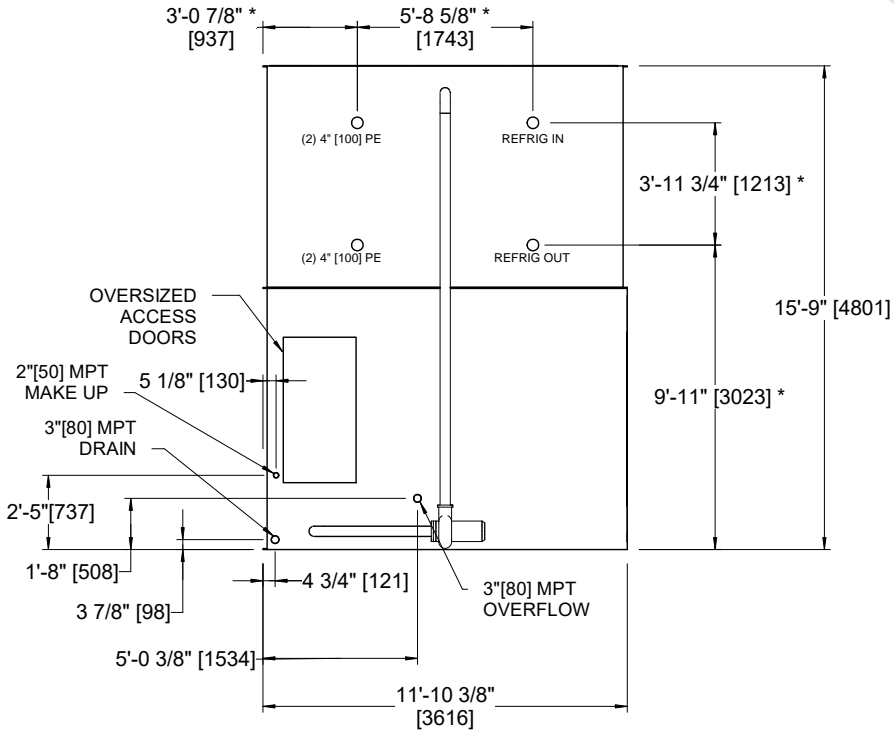 3'-0 7/8" *
[937]
5'-8 5/8" *
[1743]
(2) 4" [100] PE
REFRIG IN
3'-11 3/4" [1213] *
(2) 4" [100] PE
REFRIG OUT
OVERSIZED
ACCESS
DOORS
15'-9" [4801]
2"[50] MPT
MAKE UP
5 1/8" [130]
9'-11" [3023] *
3"[80] MPT
DRAIN
2'-5"[737]
1'-8" [508]
4 3/4" [121]
3"[80] MPT
OVERFLOW
3 7/8" [98]
5'-0 3/8" [1534]
11'-10 3/8"
[3616]